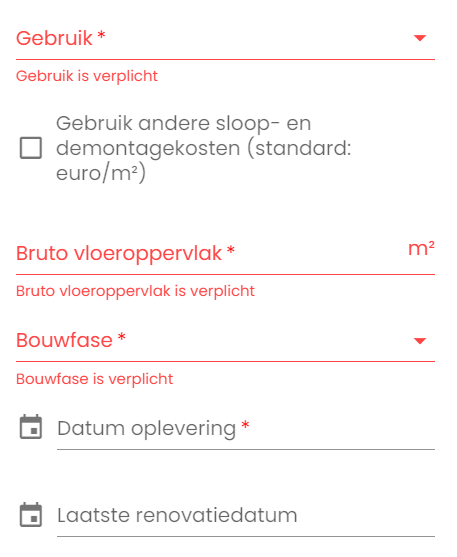 Gebruik *
Gebruik is verplicht
Gebruik andere sloop- en
demontagekosten (standard:
euro/m²)
Bruto vloeroppervlak * m²
Bruto vloeroppervlak is verplicht
Bouwfase *
Bouwfase is verplicht
Datum oplevering *
Laatste renovatiedatum